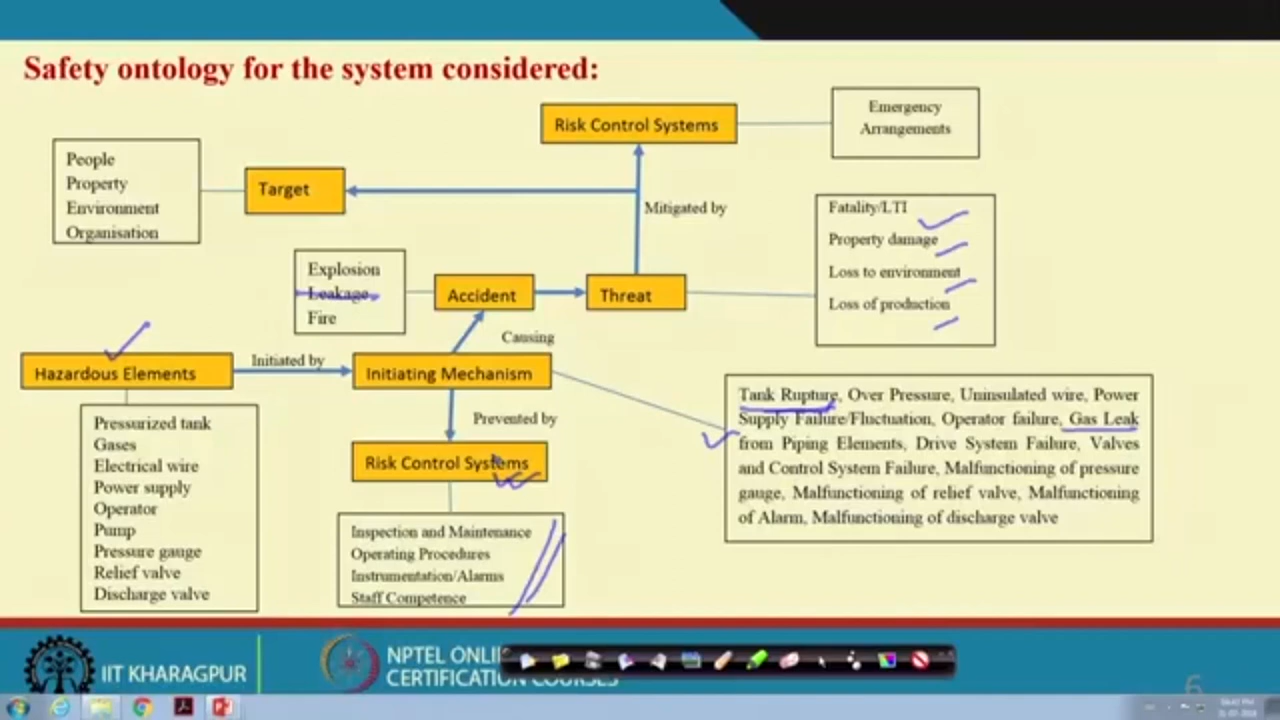 Safety ontology for the system considered:
Risk Control Systems
Emergency
Arrangements
People
Property
Environment
Organisation
Target
Mitigated by
Fatality/LTI
Property damage
Loss to environment
Loss of production
Explosion
Leakage
Fire
Accident
Threat
Causing
Hazardous Elements
Initiated by
Initiating Mechanism
Prevented by
Risk Control Systems
Tank Rupture, Over Pressure, Uninsulated wire, Power
Supply Failure/Fluctuation, Operator failure, Gas Leak
from Piping Elements, Drive System Failure, Valves
and Control System Failure, Malfunctioning of pressure
gauge, Malfunctioning of relief valve, Malfunctioning
of Alarm, Malfunctioning of discharge valve
Pressurized tank
Gases
Electrical wire
Power supply
Operator
Pump
Pressure gauge
Relief valve
Discharge valve
Inspection and Maintenance
Operating Procedures
Instrumentation/Alarms
Staff Competence
IIT KHARAGPUR
NPTEL ONLI
CERTIFICATION COURSES
6